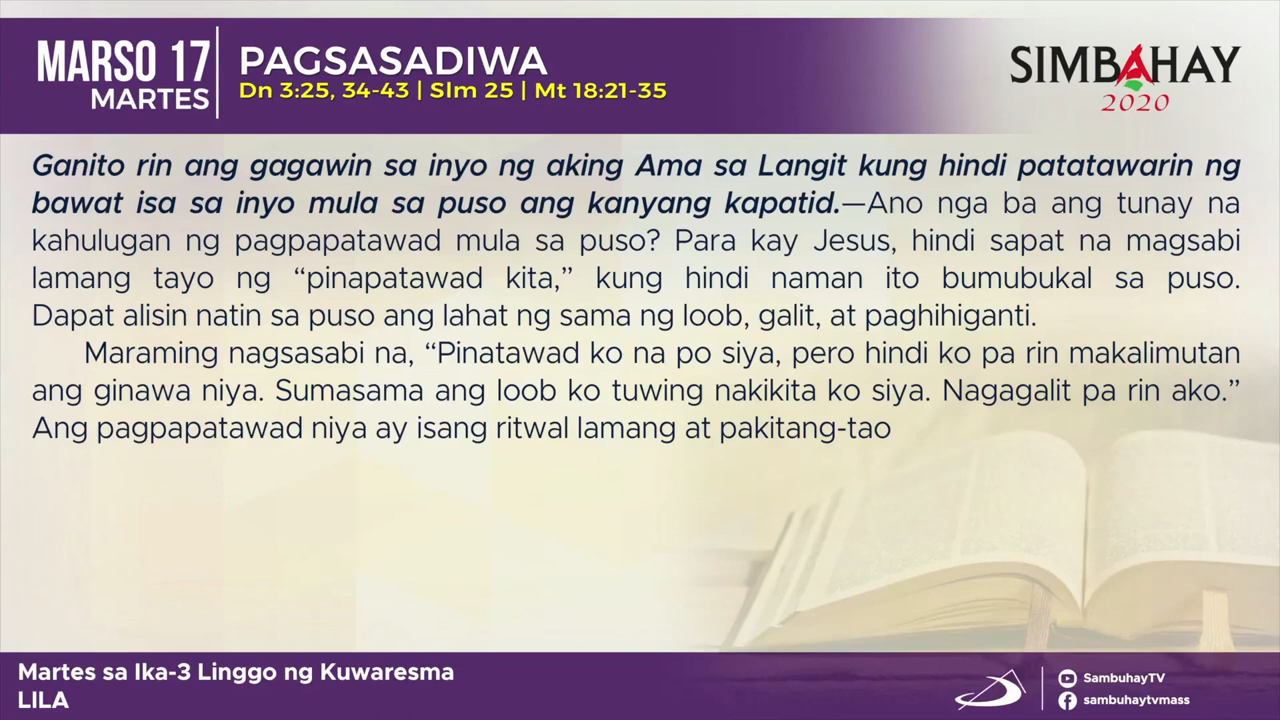 MARSO 17
MARTES
PAGSASADIWA
Dn 3:25, 34-43 | Slm 25 | Mt 18:21-35
SIMBAHAY
2020
Ganito rin ang gagawin sa inyo ng aking Ama sa Langit kung hindi patatawarin ng
bawat isa sa inyo mula sa puso ang kanyang kapatid.—Ano nga ba ang tunay na
kahulugan ng pagpapatawad mula sa puso? Para kay Jesus, hindi sapat na magsabi
lamang tayo ng “pinapatawad kita,” kung hindi naman ito bumubukal sa puso.
Dapat alisin natin sa puso ang lahat ng sama ng loob, galit, at paghihiganti.
Maraming nagsasabi na, “Pinatawad ko na po siya, pero hindi ko pa rin makalimutan
ang ginawa niya. Sumasama ang loob ko tuwing nakikita ko siya. Nagagalit pa rin ako.”
Ang pagpapatawad niya ay isang ritwal lamang at pakitang-tao
Martes sa Ika-3 Linggo ng Kuwaresma
LILA
SambuhayTV
sambuhaytvmass